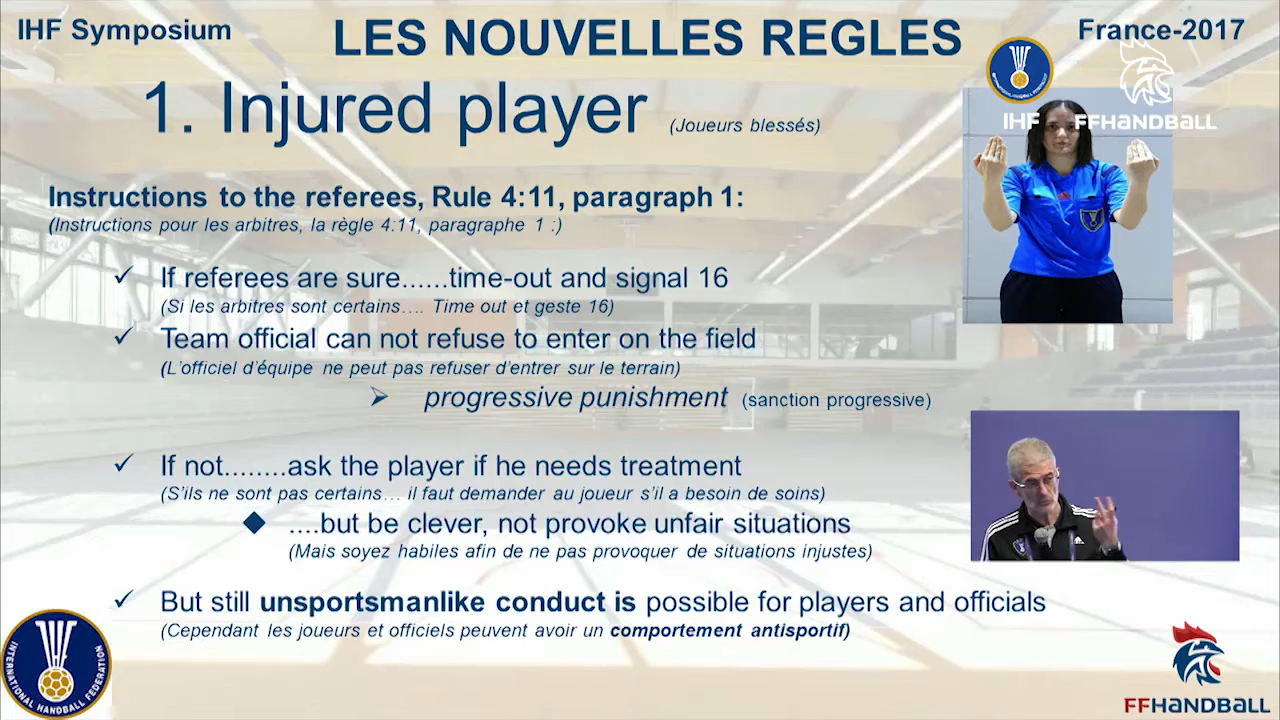 IHF Symposium
LES NOUVELLES REGLES
France-2017
1. Injured player (Joueurs blessés)
IHF
FFHANDBALL
Instructions to the referees, Rule 4:11, paragraph 1:
(Instructions pour les arbitres, la règle 4:11, paragraphe 1 :)
✓ If referees are sure......time-out and signal 16
(Si les arbitres sont certains…. Time out et geste 16)
✓ Team official can not refuse to enter on the field
(L'officiel d'équipe ne peut pas refuser d'entrer sur le terrain)
➢ progressive punishment (sanction progressive)
✓ If not........ask the player if he needs treatment
(S'ils ne sont pas certains… il faut demander au joueur s'il a besoin de soins)
◆ ....but be clever, not provoke unfair situations
(Mais soyez habiles afin de ne pas provoquer de situations injustes)
✓ But still unsportsmanlike conduct is possible for players and officials
(Cependant les joueurs et officiels peuvent avoir un comportement antisportif)
INTERNATIONAL HANDBALL FEDERATION
FFHANDBALL